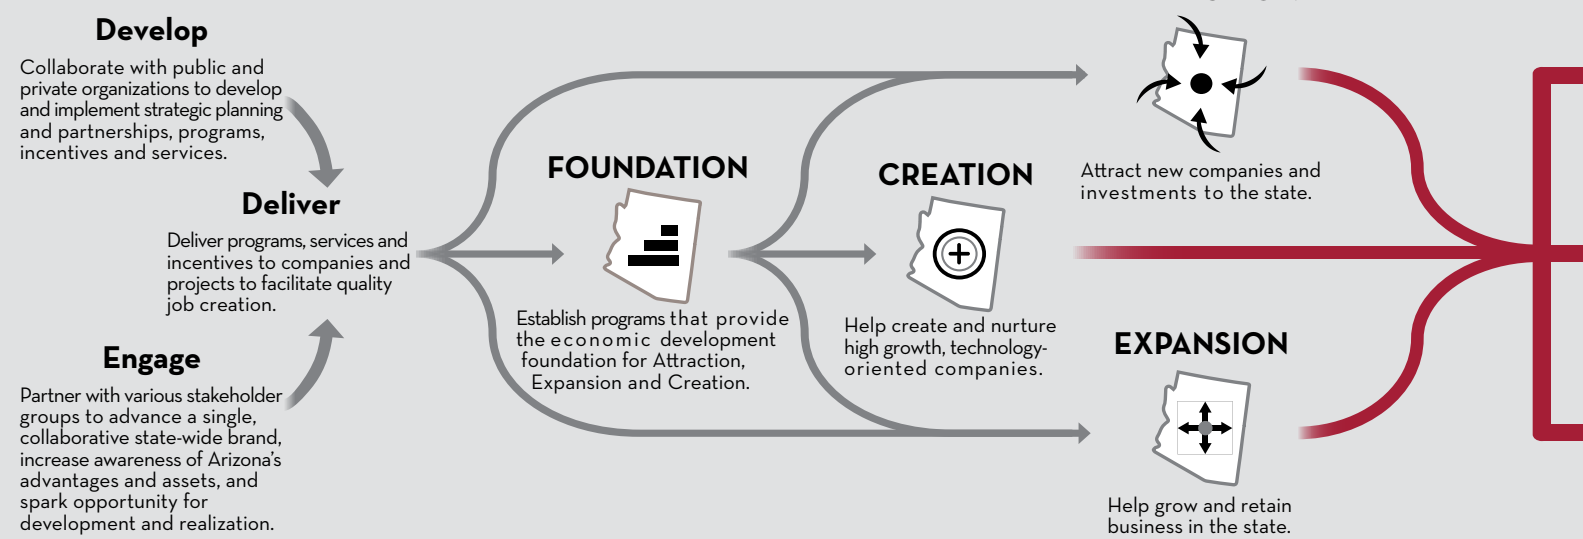 Develop
Collaborate with public and
private organizations to develop
and implement strategic planning
and partnerships, programs,
incentives and services.
Deliver
Deliver programs, services and
incentives to companies and
projects to facilitate quality
job creation.
Engage
Partner with various stakeholder
groups to advance a single,
collaborative state-wide brand,
increase awareness of Arizona's
advantages and assets, and
spark opportunity for
development and realization.
FOUNDATION
Establish programs that provide
the economic development
foundation for Attraction,
Expansion and Creation.
CREATION
Help create and nurture
high growth, technology-
oriented companies.
Attract new companies and
investments to the state.
EXPANSION
Help grow and retain
business in the state.